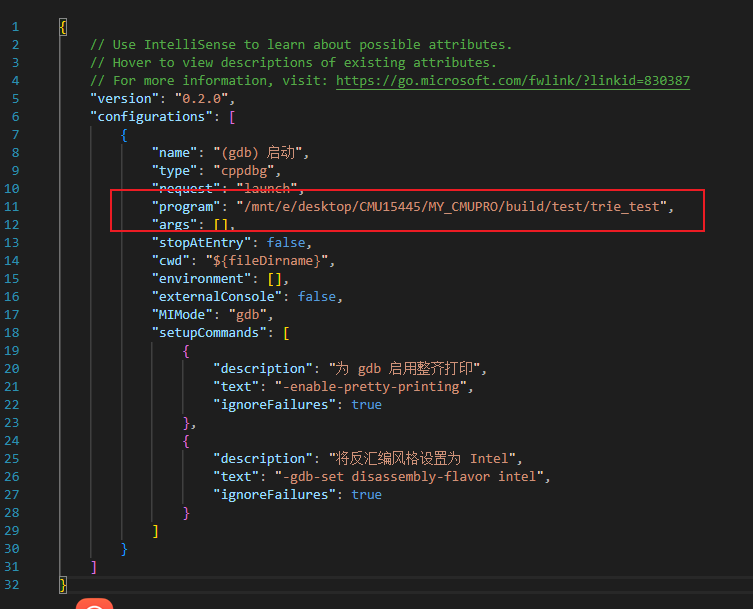 1 {
2 // Use IntelliSense to learn about possible attributes.
3 // Hover to view descriptions of existing attributes.
4 // For more information, visit: https://go.microsoft.com/fwlink/?linkid=830387
5 "version": "0.2.0",
6 "configurations": [
7 {
8 "name": "(gdb) 启动",
9 "type": "cppdbg",
10 "request": "launch",
11 "program": "/mnt/e/desktop/CMU15445/MY_CMUPRO/build/test/trie_test",
12 "args": [],
13 "stopAtEntry": false,
14 "cwd": "${fileDirname}",
15 "environment": [],
16 "externalConsole": false,
17 "MIMode": "gdb",
18 "setupCommands": [
19 {
20 "description": "为 gdb 启用整齐打印",
21 "text": "-enable-pretty-printing",
22 "ignoreFailures": true
23 },
24 {
25 "description": "将反汇编风格设置为 Intel",
26 "text": "-gdb-set disassembly-flavor intel",
27 "ignoreFailures": true
28 }
29 ]
30 }
31 ]
32 }